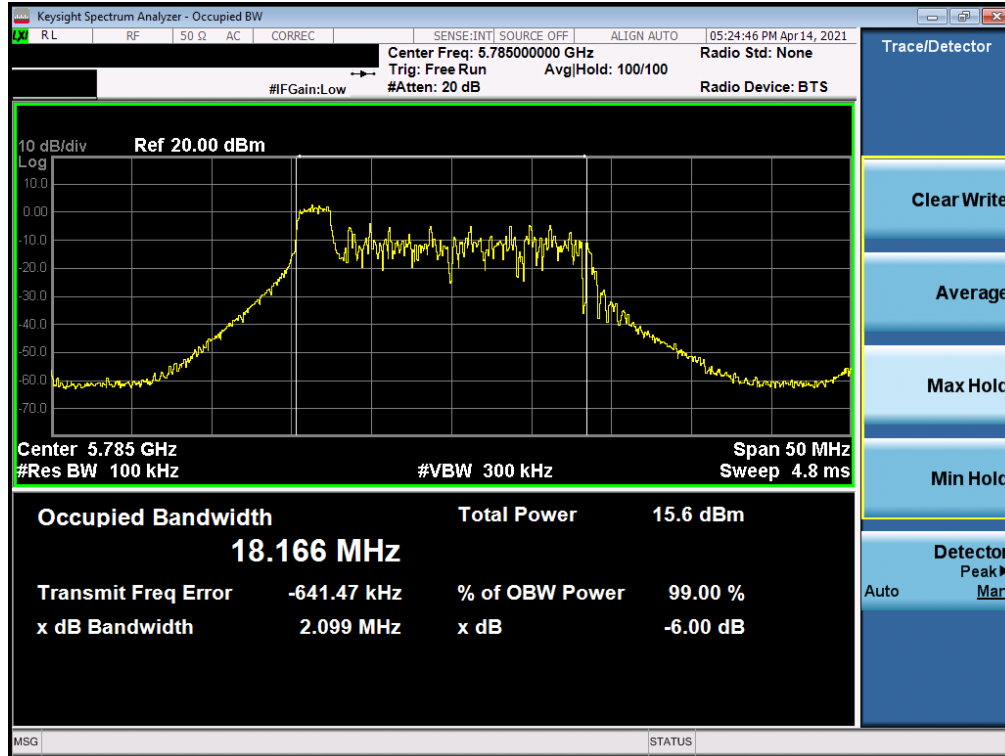 Keysight Spectrum Analyzer - Occupied BW
LXI RL RF 50 Ω AC CORREC SENSE:INT SOURCE OFF ALIGN AUTO 05:24:46 PM Apr 14, 2021
Center Freq: 5.785000000 GHz Radio Std: None
Trig: Free Run Avg|Hold: 100/100
#IFGain:Low #Atten: 20 dB Radio Device: BTS
Trace/Detector
10 dB/div Ref 20.00 dBm
Log
10.0
0.00
-10.0
-20.0
-30.0
-40.0
-50.0
-60.0
-70.0
Center 5.785 GHz Span 50 MHz
#Res BW 100 kHz #VBW 300 kHz Sweep 4.8 ms
Occupied Bandwidth Total Power 15.6 dBm
18.166 MHz
Transmit Freq Error -641.47 kHz % of OBW Power 99.00 %
x dB Bandwidth 2.099 MHz x dB -6.00 dB
Clear Write
Average
Max Hold
Min Hold
Detector
Peak
Auto Man
MSG STATUS